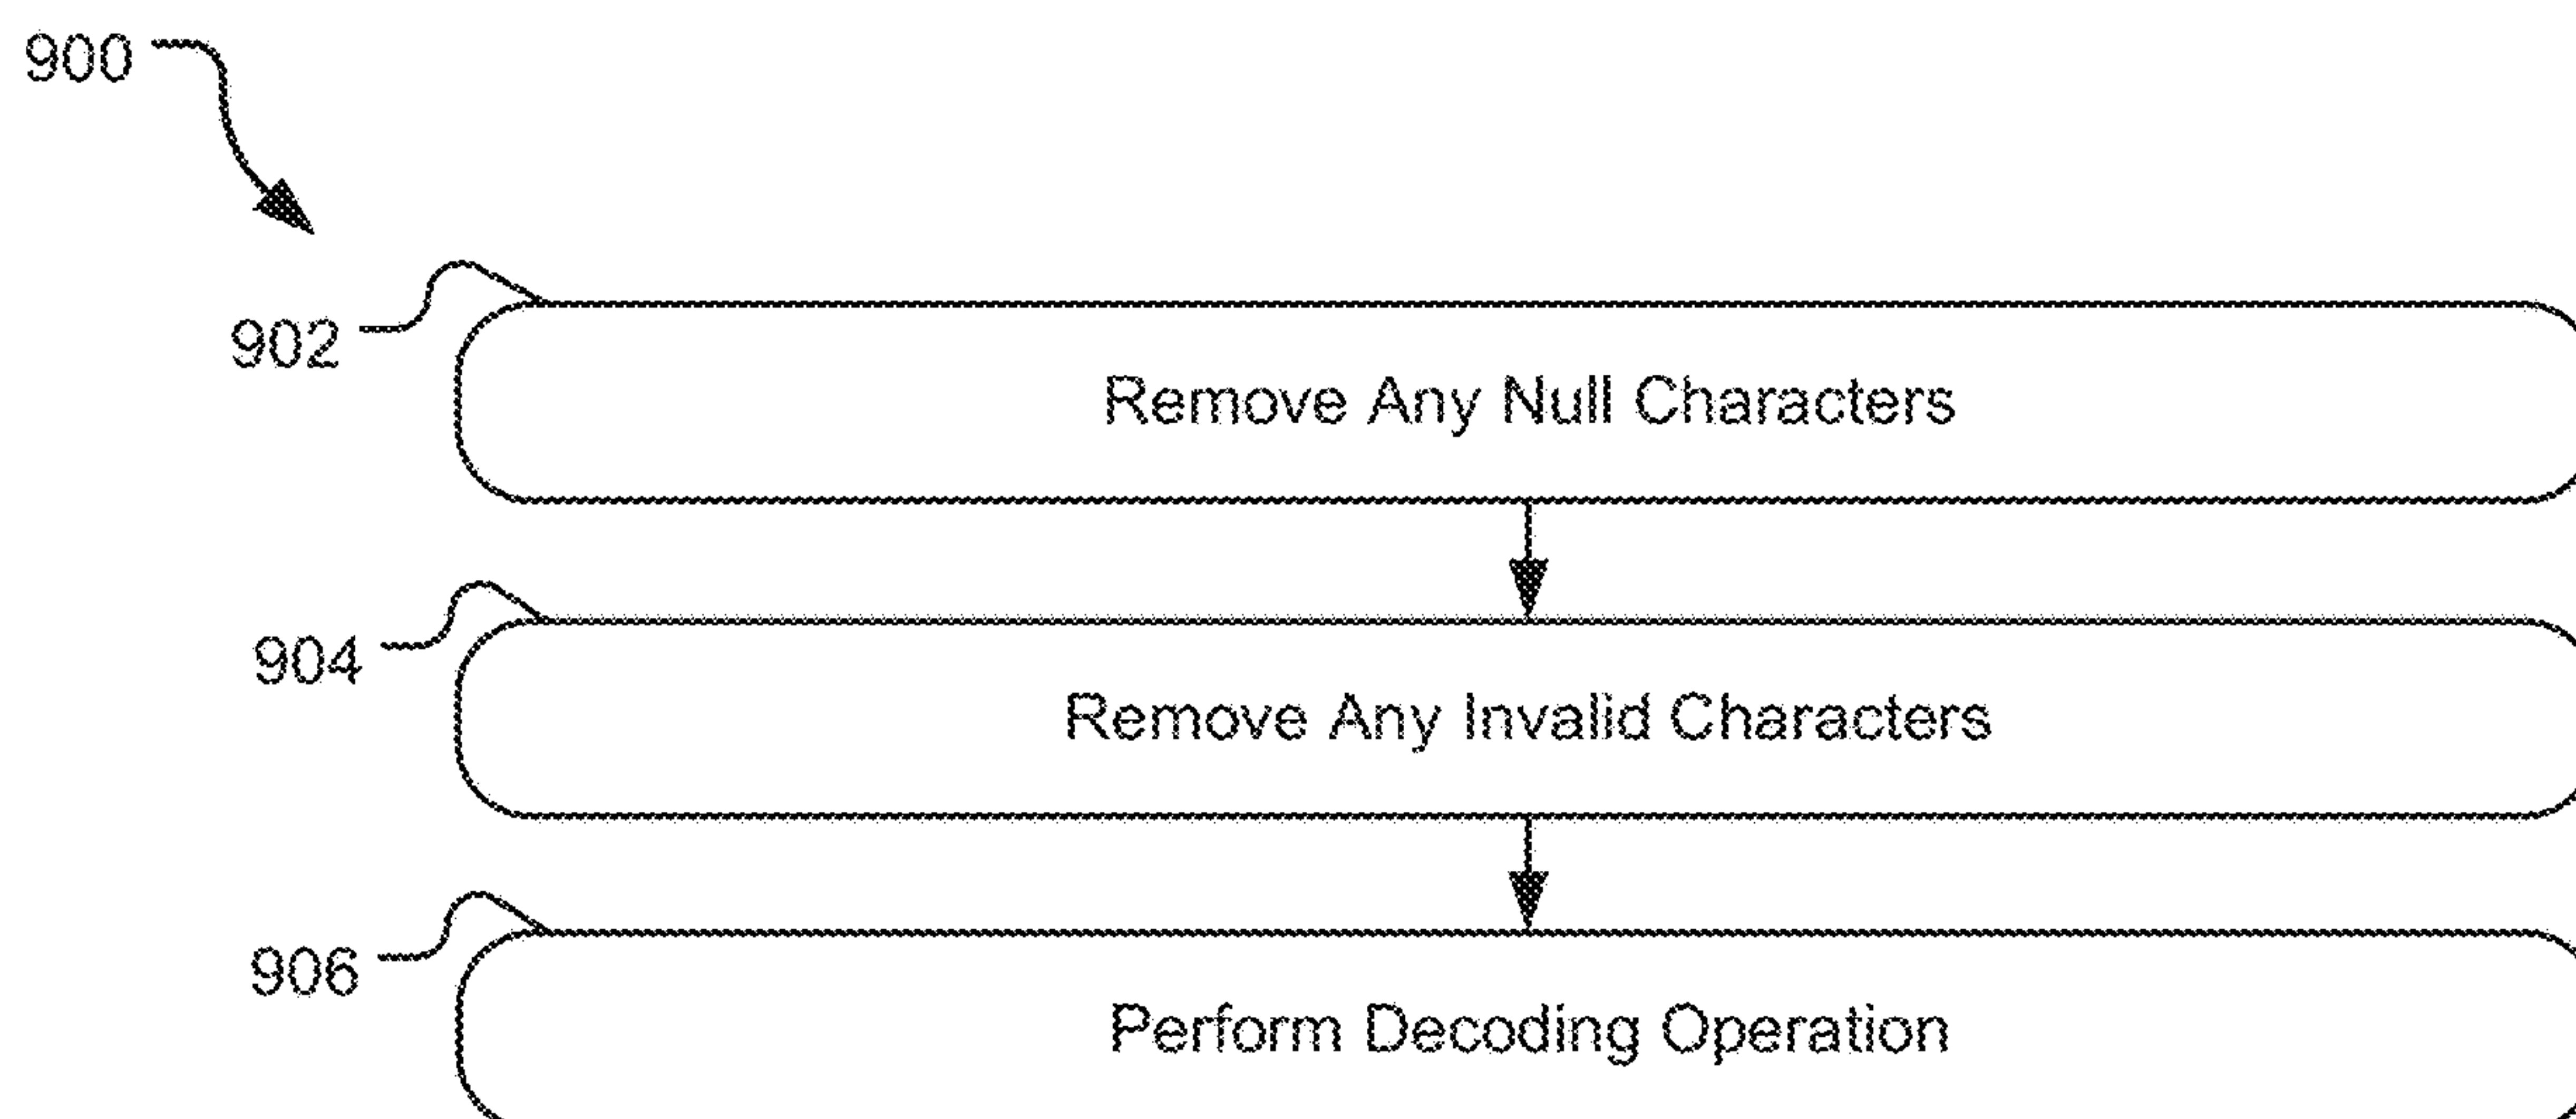 900
902
Remove Any Null Characters
904
Remove Any Invalid Characters
906
Perform Decoding Operation